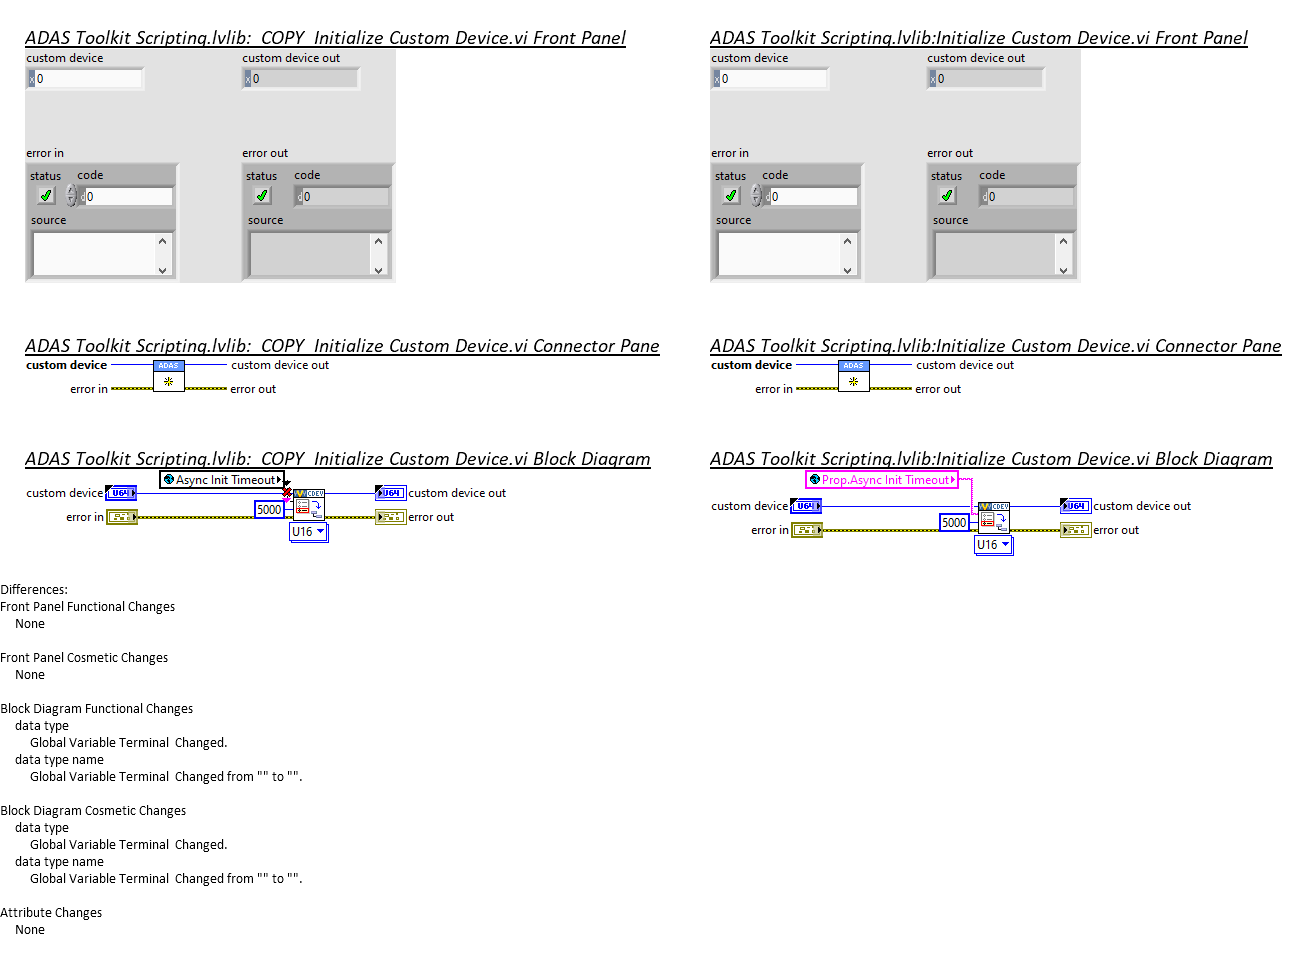 ADAS Toolkit Scripting.lvlib:  COPY  Initialize Custom Device.vi Front Panel
custom device
custom device out
x 0
x 0
error in
error out
status
code
status
code
d 0
d 0
source
source
ADAS Toolkit Scripting.lvlib:Initialize Custom Device.vi Front Panel
custom device
custom device out
x 0
x 0
error in
error out
status
code
status
code
d 0
d 0
source
source
ADAS Toolkit Scripting.lvlib:  COPY  Initialize Custom Device.vi Connector Pane
custom device
ADAS
custom device out
error in
error out
ADAS Toolkit Scripting.lvlib:Initialize Custom Device.vi Connector Pane
custom device
ADAS
custom device out
error in
error out
ADAS Toolkit Scripting.lvlib:  COPY  Initialize Custom Device.vi Block Diagram
Async Init Timeout
custom device
U64
CDEV
U64
custom device out
5000
error in
error out
U16
ADAS Toolkit Scripting.lvlib:Initialize Custom Device.vi Block Diagram
Prop.Async Init Timeout
custom device
U64
CDEV
U64
custom device out
5000
error in
error out
U16
Differences:
Front Panel Functional Changes
None
Front Panel Cosmetic Changes
None
Block Diagram Functional Changes
data type
Global Variable Terminal  Changed.
data type name
Global Variable Terminal  Changed from "" to "".
Block Diagram Cosmetic Changes
data type
Global Variable Terminal  Changed.
data type name
Global Variable Terminal  Changed from "" to "".
Attribute Changes
None